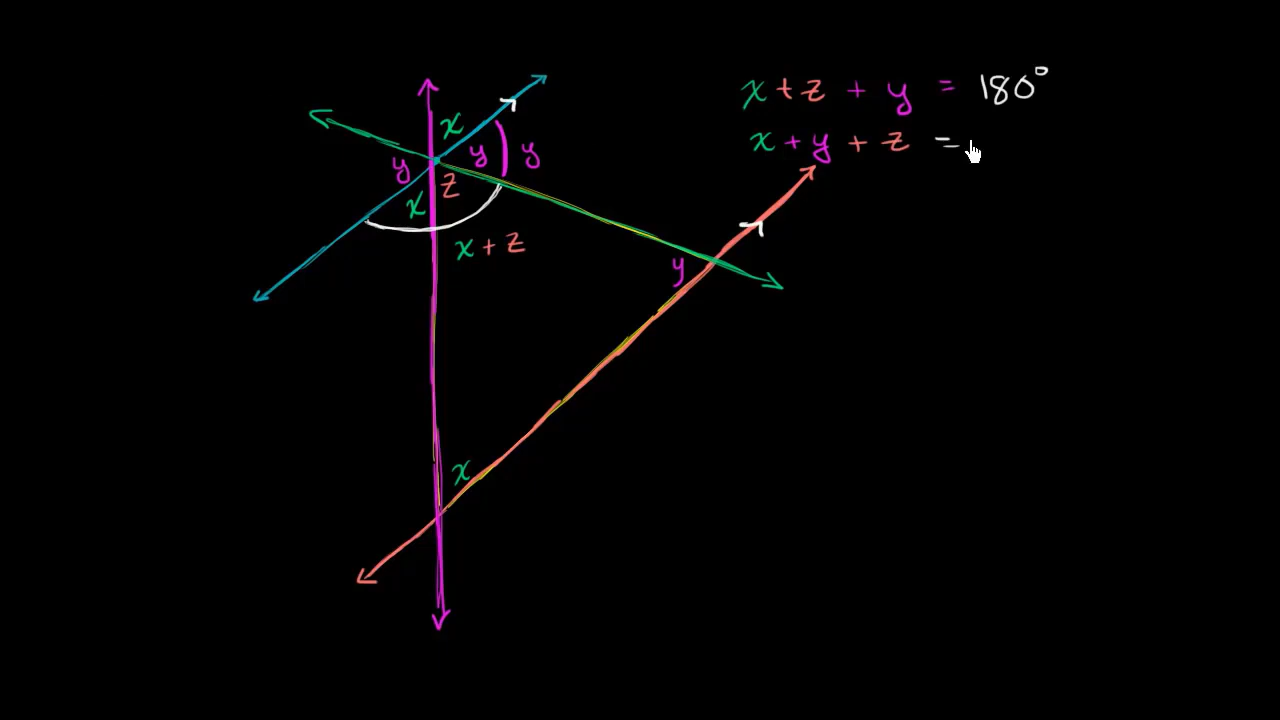 x + z + y = 180°
x + y + z =
x
y y y
z
x
x + z
y
x